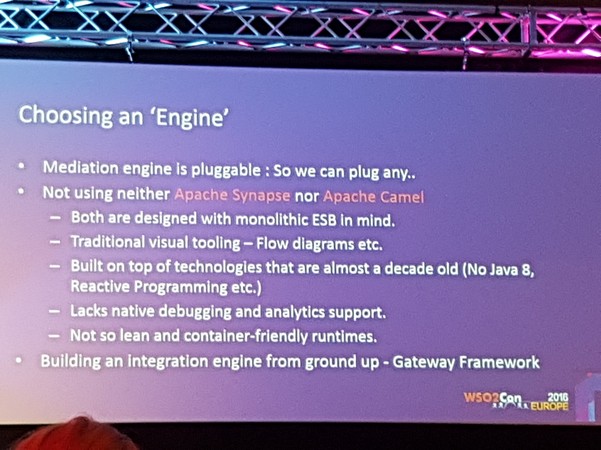 Choosing an ‘Engine’
• Mediation engine is pluggable : So we can plug any..
• Not using neither Apache Synapse nor Apache Camel
– Both are designed with monolithic ESB in mind.
– Traditional visual tooling – Flow diagrams etc.
– Built on top of technologies that are almost a decade old (No Java 8,
Reactive Programming etc.)
– Lacks native debugging and analytics support.
– Not so lean and container-friendly runtimes.
• Building an integration engine from ground up - Gateway Framework
WSO2Con 2016
EUROPE